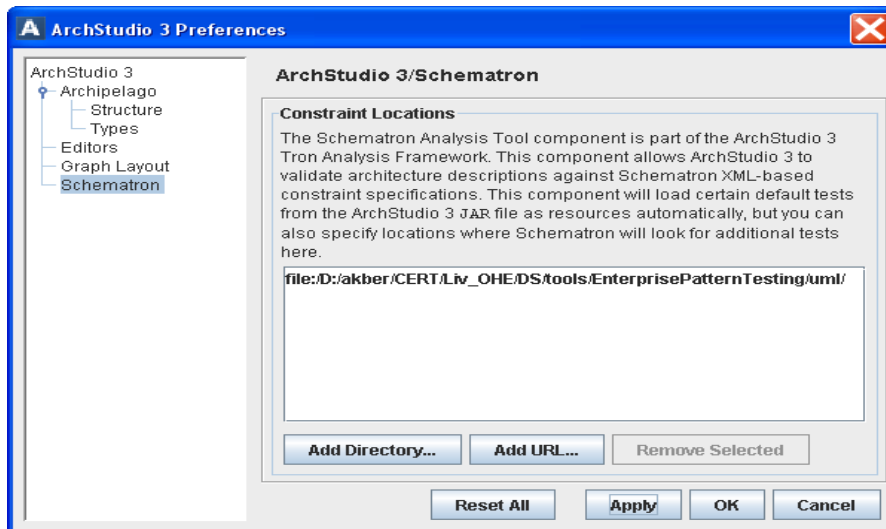 ArchStudio 3 Preferences
ArchStudio 3
Archipelago
Structure
Types
Editors
Graph Layout
Schematron
ArchStudio 3/Schematron
Constraint Locations
The Schematron Analysis Tool component is part of the ArchStudio 3
Tron Analysis Framework. This component allows ArchStudio 3 to
validate architecture descriptions against Schematron XML-based
constraint specifications. This component will load certain default tests
from the ArchStudio 3 JAR file as resources automatically, but you can
also specify locations where Schematron will look for additional tests
here.
file:/D:/akber/CERT/Liv_OHE/DS/tools/EnterprisePatternTesting/uml/
Add Directory...
Add URL...
Remove Selected
Reset All
Apply
OK
Cancel